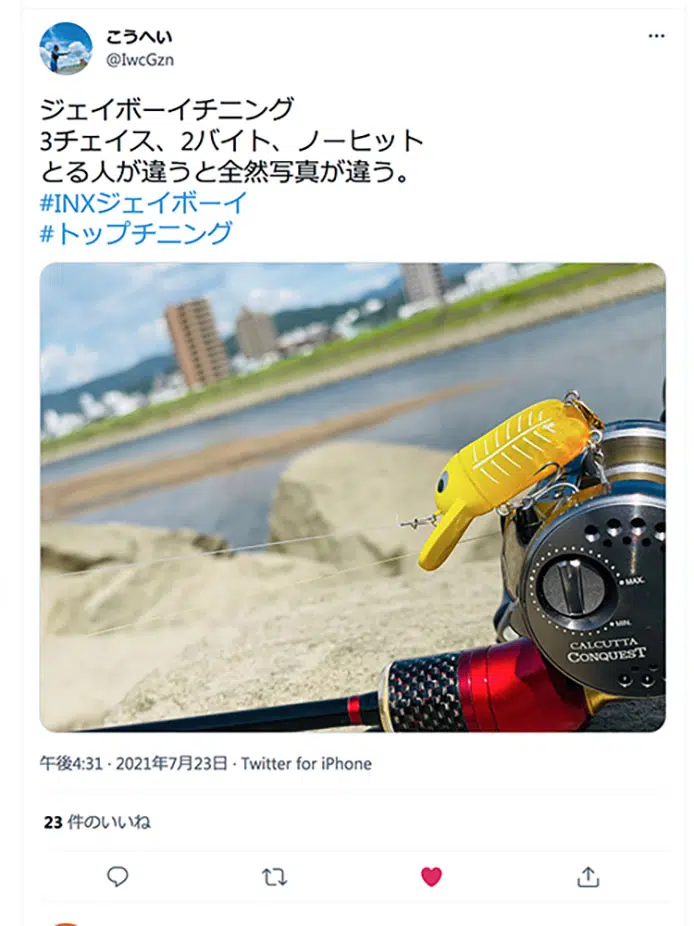 こうへい
@IwcGzn
ジェイボーイチニング
3チェイス、2バイト、ノーヒット
とる人が違うと全然写真が違う。
#INXジェイボーイ
#トップチニング
MAX.
MIN.
CALCUTTA
CONQUEST
午後4:31 · 2021年7月23日 · Twitter for iPhone
23 件のいいね